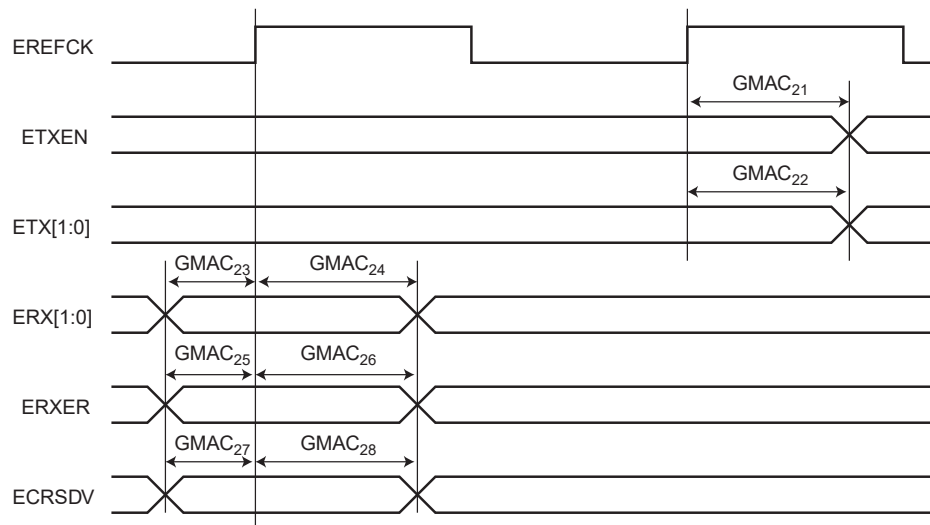 EREFCK
GMAC21
ETXEN
GMAC22
ETX[1:0]
GMAC23 GMAC24
ERX[1:0]
GMAC25 GMAC26
ERXER
GMAC27 GMAC28
ECRSDV